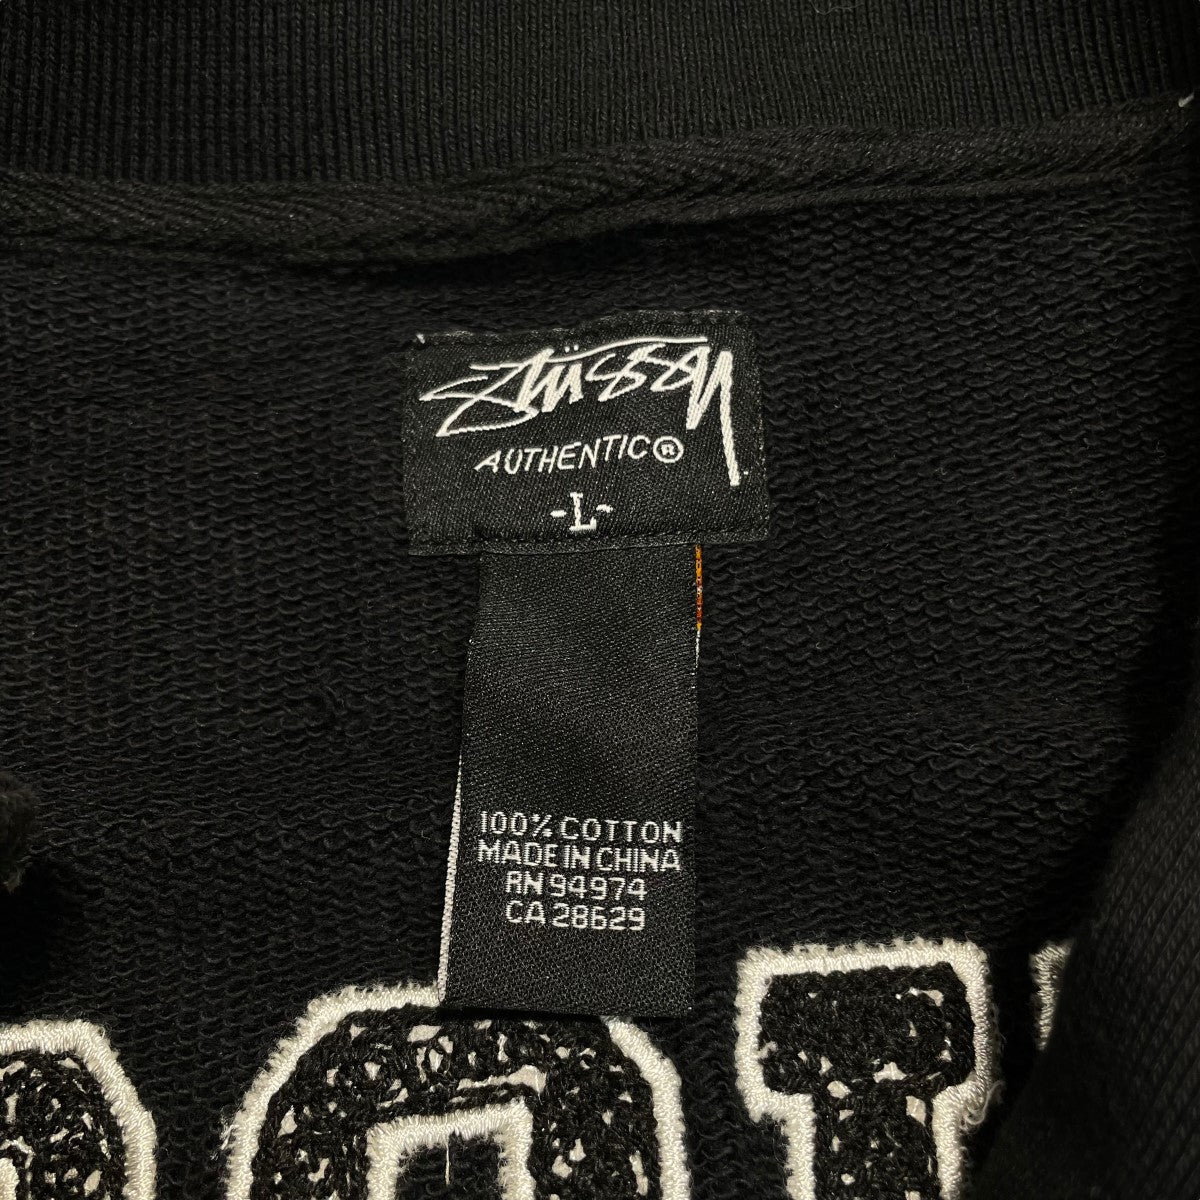 Stüssy
AUTHENTIC®
-L-
100% COTTON
MADE IN CHINA
RN 94974
CA 28629